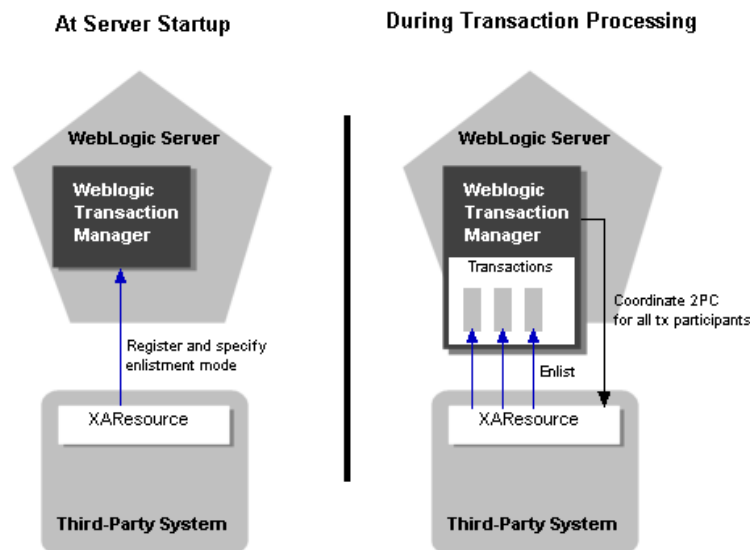 At Server Startup
WebLogic Server
Weblogic
Transaction
Manager
Register and specify
enlistment mode
XAResource
Third-Party System
During Transaction Processing
WebLogic Server
Weblogic
Transaction
Manager
Transactions
Coordinate 2PC
for all tx participants
Enlist
XAResource
Third-Party System